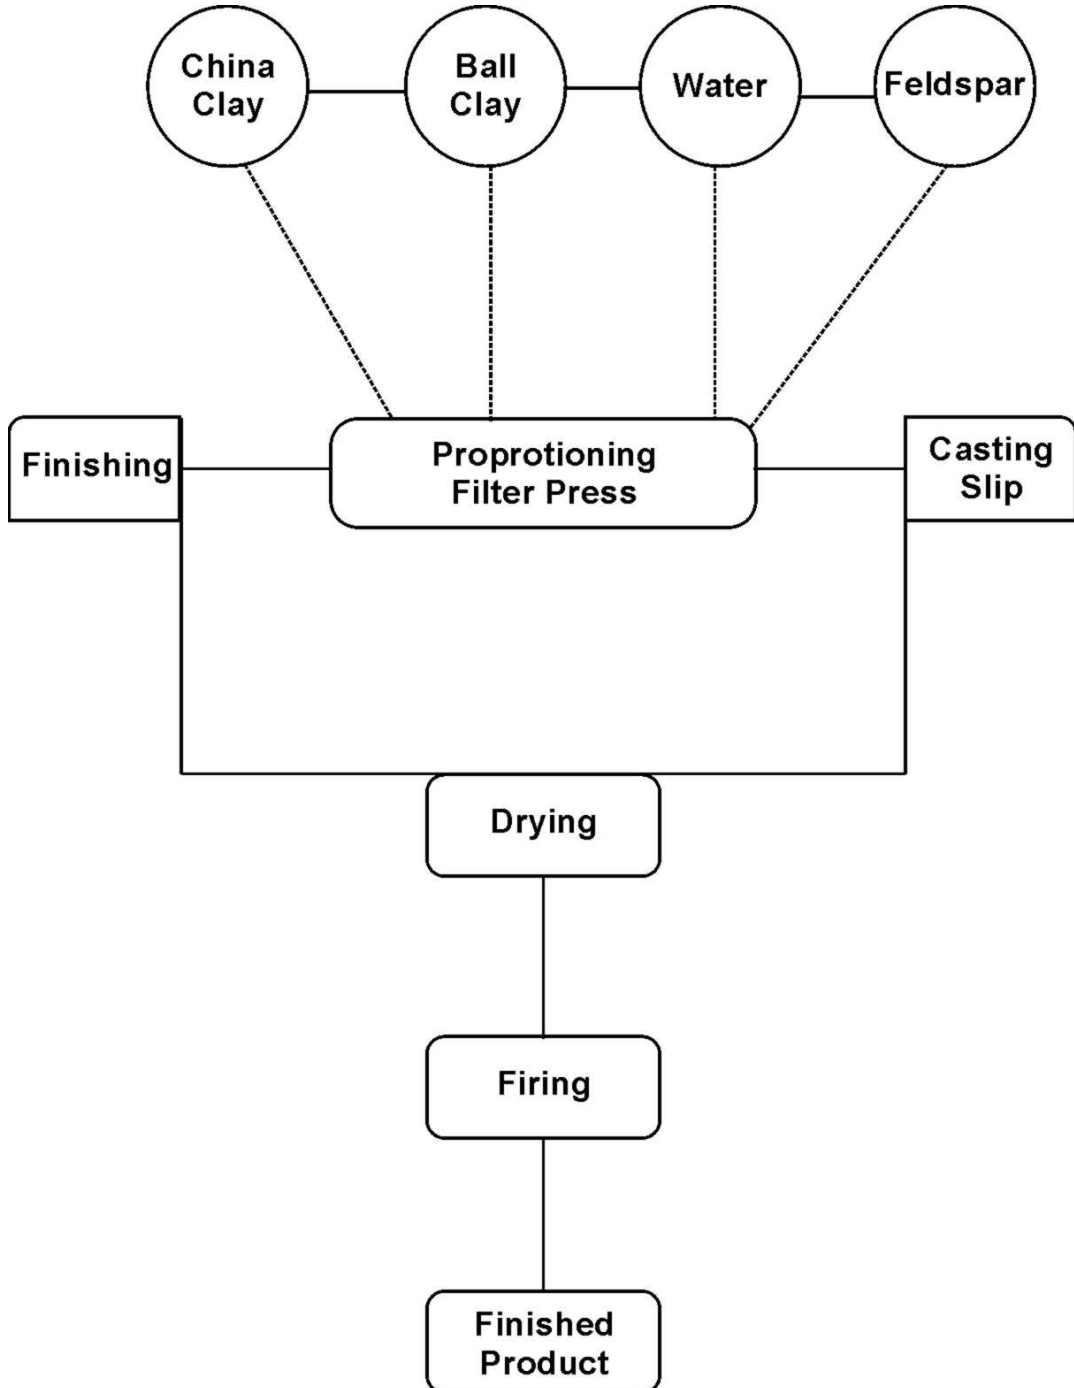 China
Clay
Ball
Clay
Water
Feldspar
Finishing
Proprotioning
Filter Press
Casting
Slip
Drying
Firing
Finished
Product